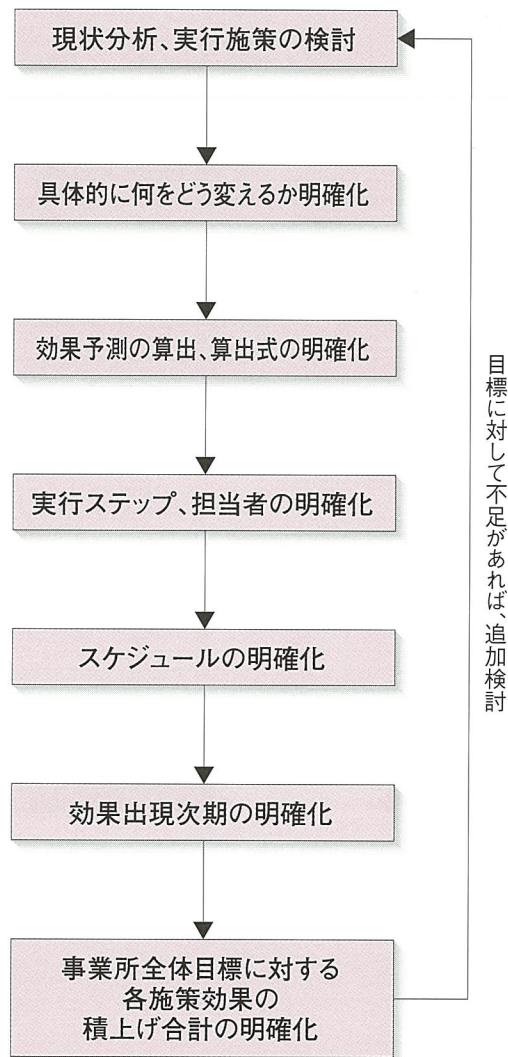 現状分析、実行施策の検討
具体的に何をどう変えるか明確化
効果予測の算出、算出式の明確化
実行ステップ、担当者の明確化
スケジュールの明確化
効果出現次期の明確化
事業所全体目標に対する
各施策効果の
積上げ合計の明確化
目標に対して不足があれば、追加検討